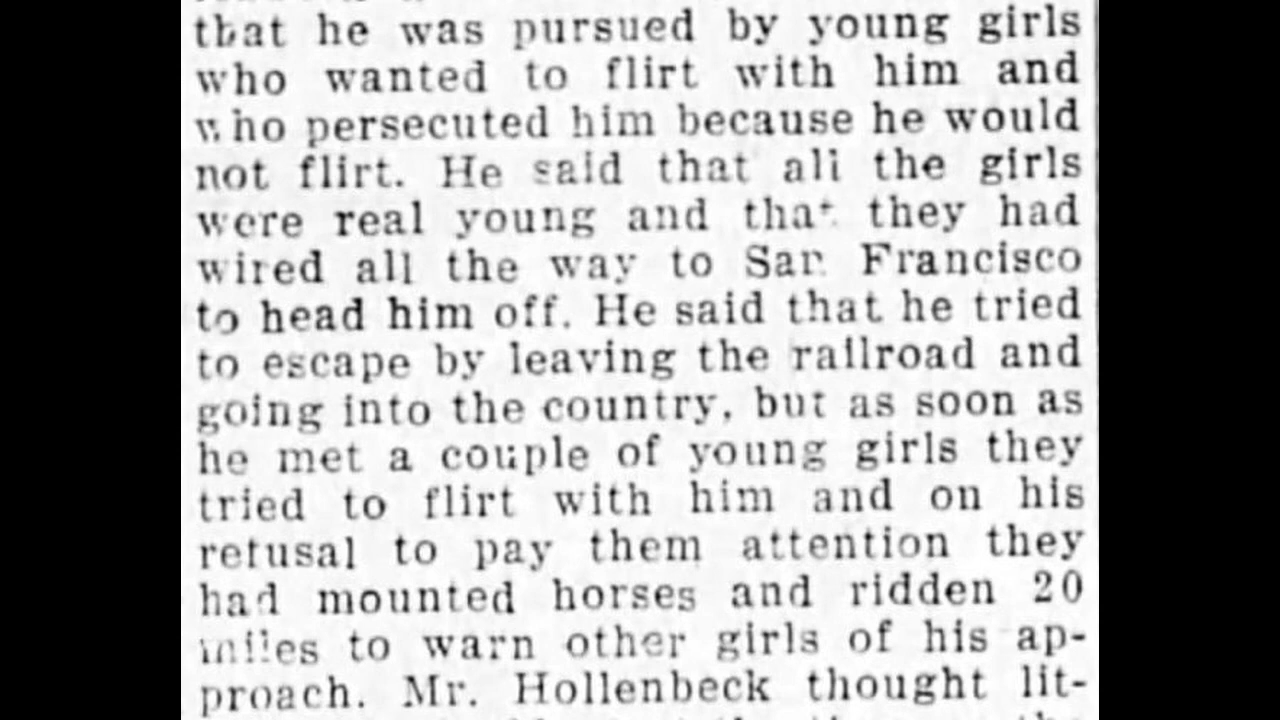 that he was pursued by young girls
who wanted to flirt with him and
who persecuted him because he would
not flirt. He said that all the girls
were real young and that they had
wired all the way to San Francisco
to head him off. He said that he tried
to escape by leaving the railroad and
going into the country, but as soon as
he met a couple of young girls they
tried to flirt with him and on his
refusal to pay them attention they
had mounted horses and ridden 20
miles to warn other girls of his ap-
proach. Mr. Hollenbeck thought lit-